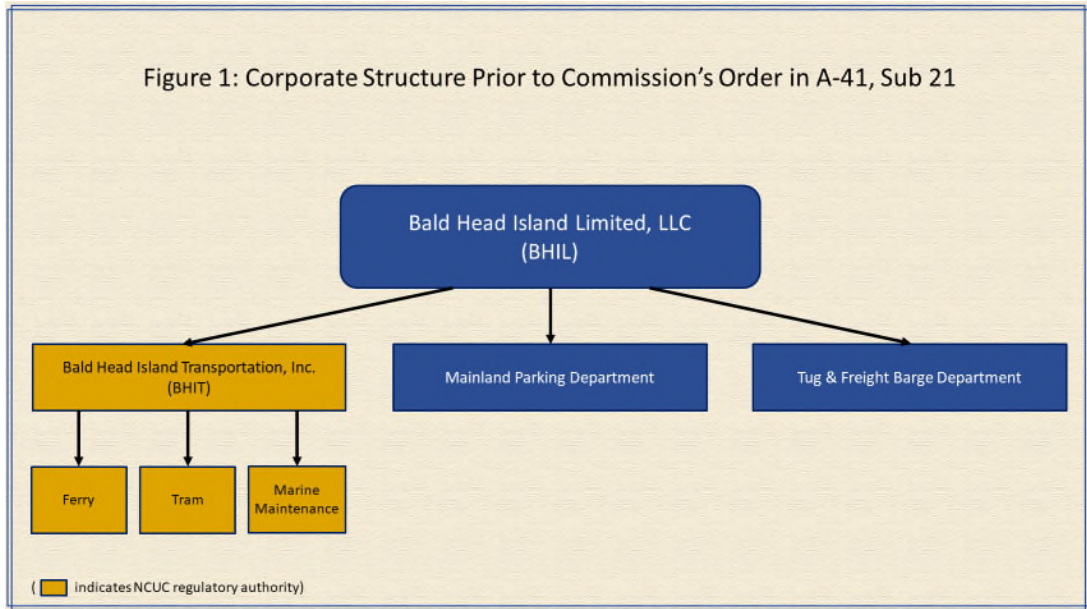 Figure 1: Corporate Structure Prior to Commission's Order in A-41, Sub 21
Bald Head Island Limited, LLC
(BHIL)
Bald Head Island Transportation, Inc.
(BHIT)
Mainland Parking Department
Tug & Freight Barge Department
Ferry
Tram
Marine
Maintenance
( indicates NCUC regulatory authority)